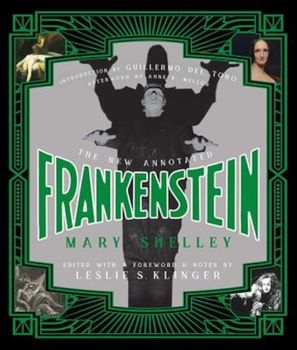 INTRODUCTION BY GUILLERMO DEL TORO
AFTERWORD BY ANNE K. MELLOR
THE NEW ANNOTATED
FRANKENSTEIN
MARY SHELLEY
EDITED WITH A FOREWORD & NOTES BY
LESLIE S. KLINGER